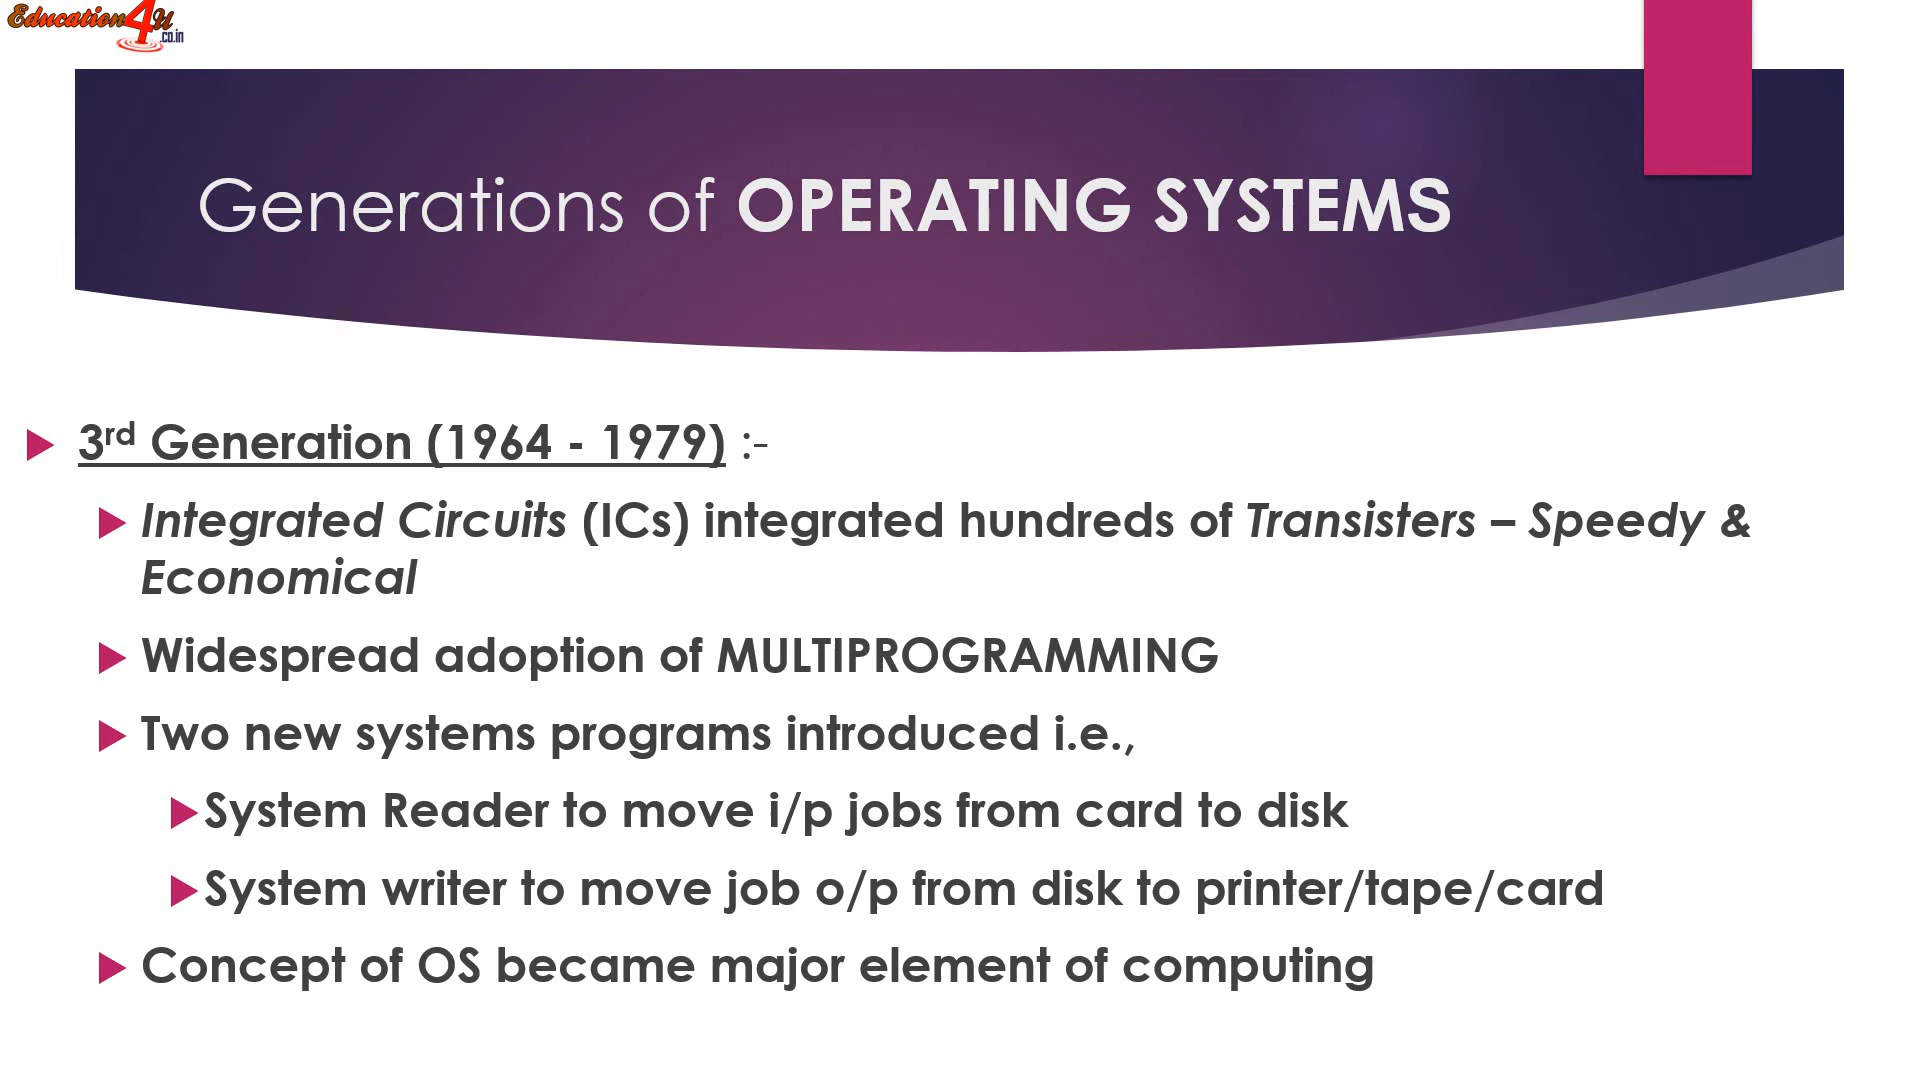 Education4u
.co.in
Generations of OPERATING SYSTEMS
3rd Generation (1964 - 1979) :-
Integrated Circuits (ICs) integrated hundreds of Transisters – Speedy &
Economical
Widespread adoption of MULTIPROGRAMMING
Two new systems programs introduced i.e.,
System Reader to move i/p jobs from card to disk
System writer to move job o/p from disk to printer/tape/card
Concept of OS became major element of computing